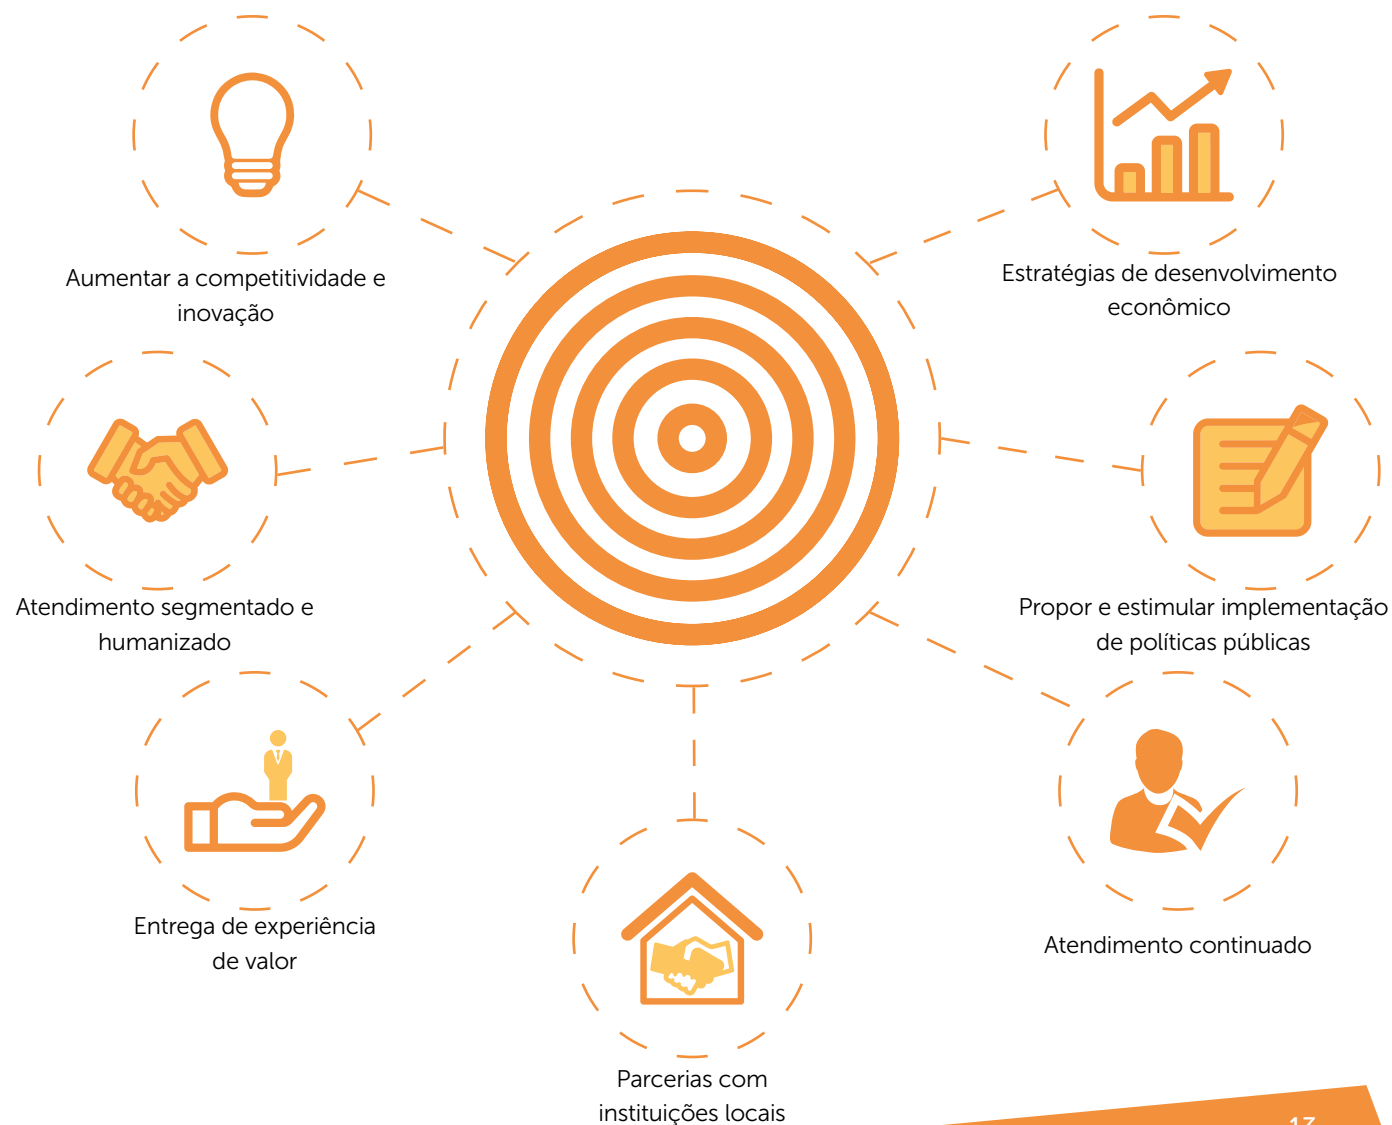 Aumentar a competitividade e
inovação
Estratégias de desenvolvimento
econômico
Atendimento segmentado e
humanizado
Propor e estimular implementação
de políticas públicas
Entrega de experiência
de valor
Atendimento continuado
Parcerias com
instituições locais